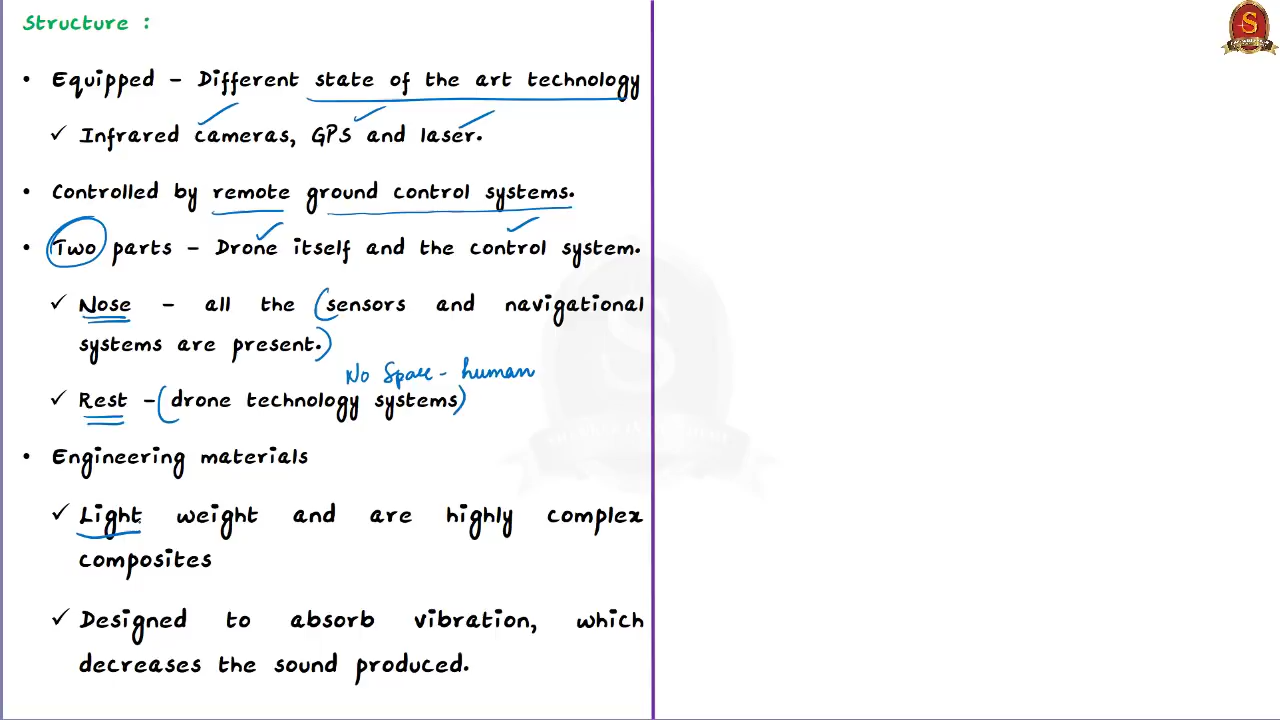 Structure :
• Equipped – Different state of the art technology
✓ Infrared cameras, GPS and laser.
• Controlled by remote ground control systems.
• Two parts – Drone itself and the control system.
✓ Nose – all the (sensors and navigational
systems are present.)
No Space - human
✓ Rest – (drone technology systems)
• Engineering materials
✓ Light weight and are highly complex
composites
✓ Designed to absorb vibration, which
decreases the sound produced.
S